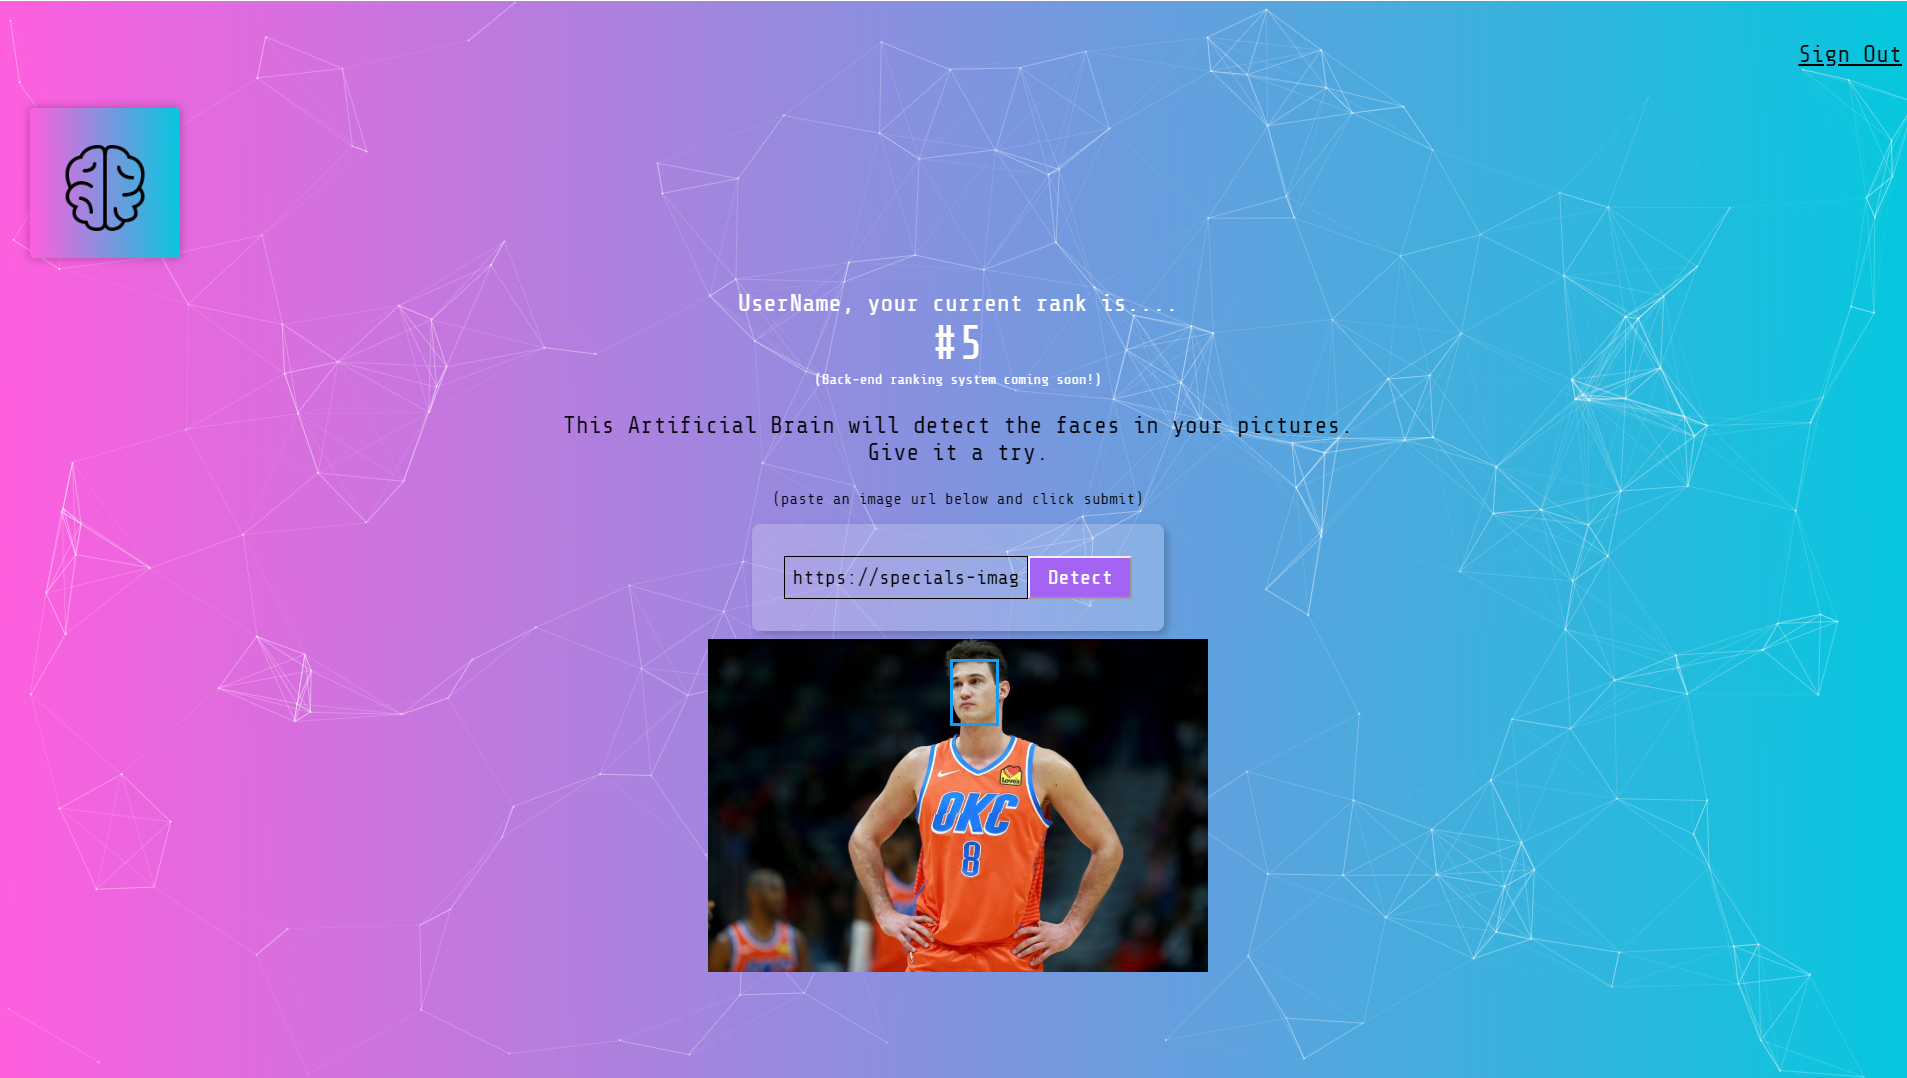 Sign Out
UserName, your current rank is....
#5
(Back-end ranking system coming soon!)
This Artificial Brain will detect the faces in your pictures.
Give it a try.
(paste an image url below and click submit)
https://specials-imag
Detect
Love's
OKC
8